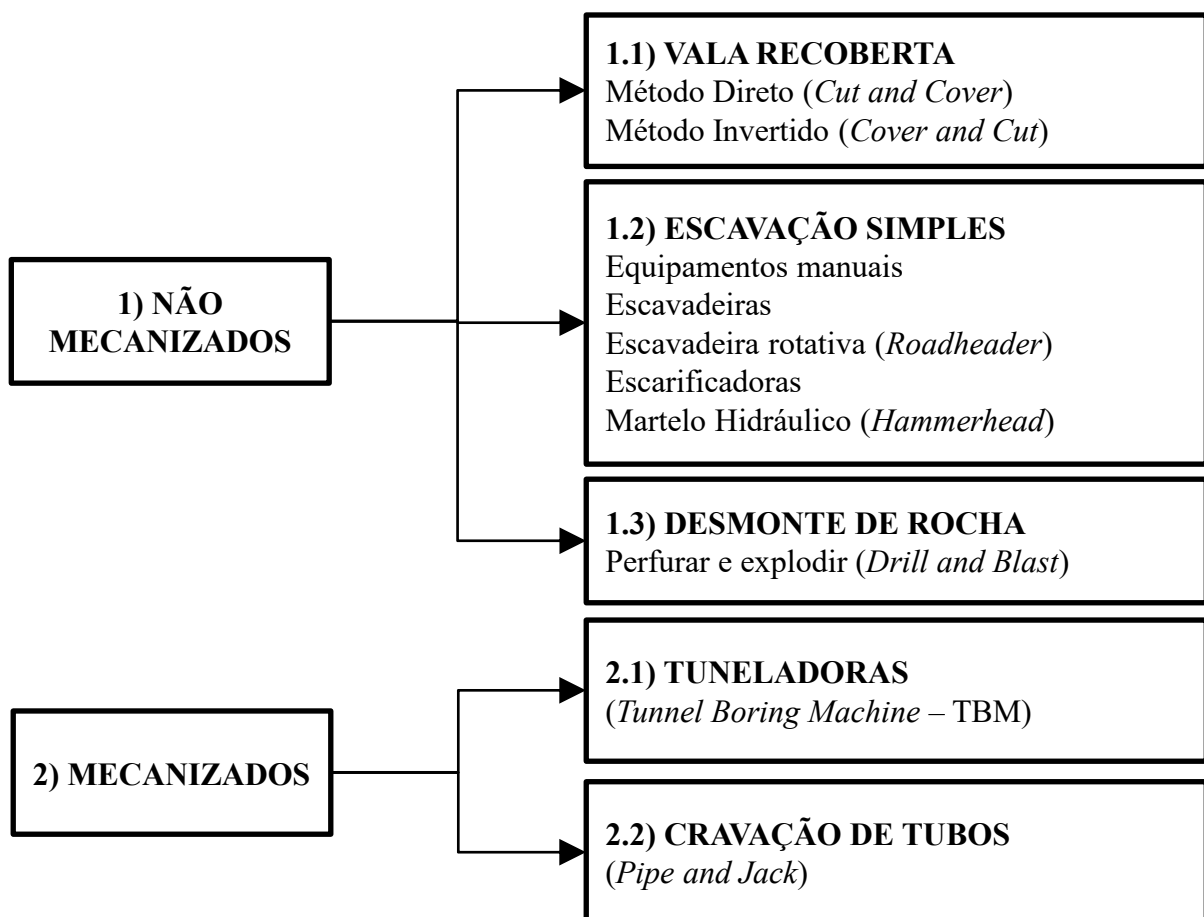 1) NÃO
MECANIZADOS
1.1) VALA RECOBERTA
Método Direto (Cut and Cover)
Método Invertido (Cover and Cut)
1.2) ESCAVAÇÃO SIMPLES
Equipamentos manuais
Escavadeiras
Escavadeira rotativa (Roadheader)
Escarificadoras
Martelo Hidráulico (Hammerhead)
1.3) DESMONTE DE ROCHA
Perfurar e explodir (Drill and Blast)
2) MECANIZADOS
2.1) TUNELADORAS
(Tunnel Boring Machine – TBM)
2.2) CRAVAÇÃO DE TUBOS
(Pipe and Jack)